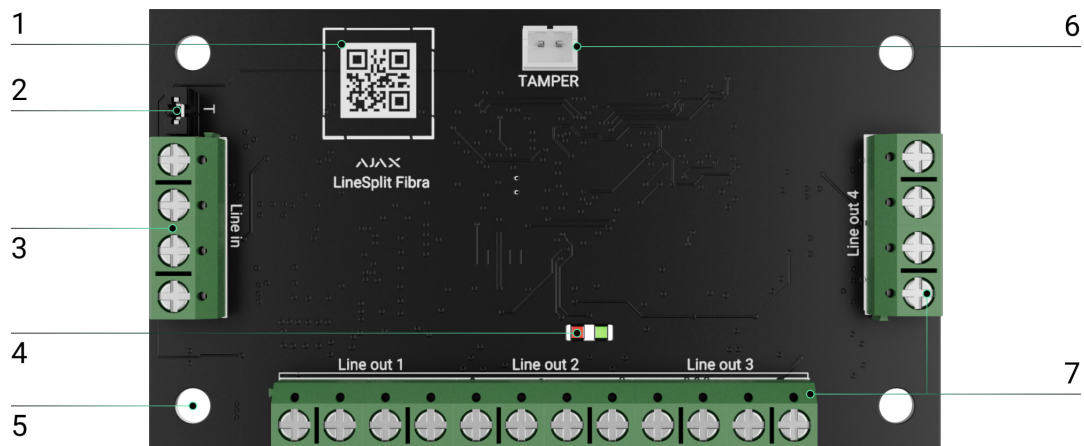 1
6
TAMPER
2
T
AJAX
LineSplit Fibra
Line in
Line out 4
3
4
Line out 1 Line out 2 Line out 3
7
5